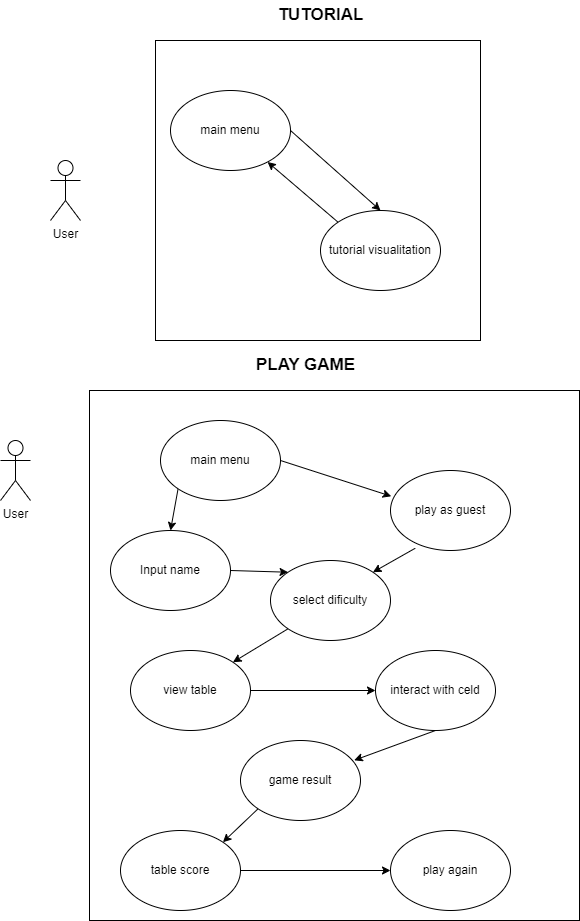 TUTORIAL
main menu
User
tutorial visualitation
PLAY GAME
main menu
User
play as guest
Input name
select dificulty
view table
interact with celd
game result
table score
play again